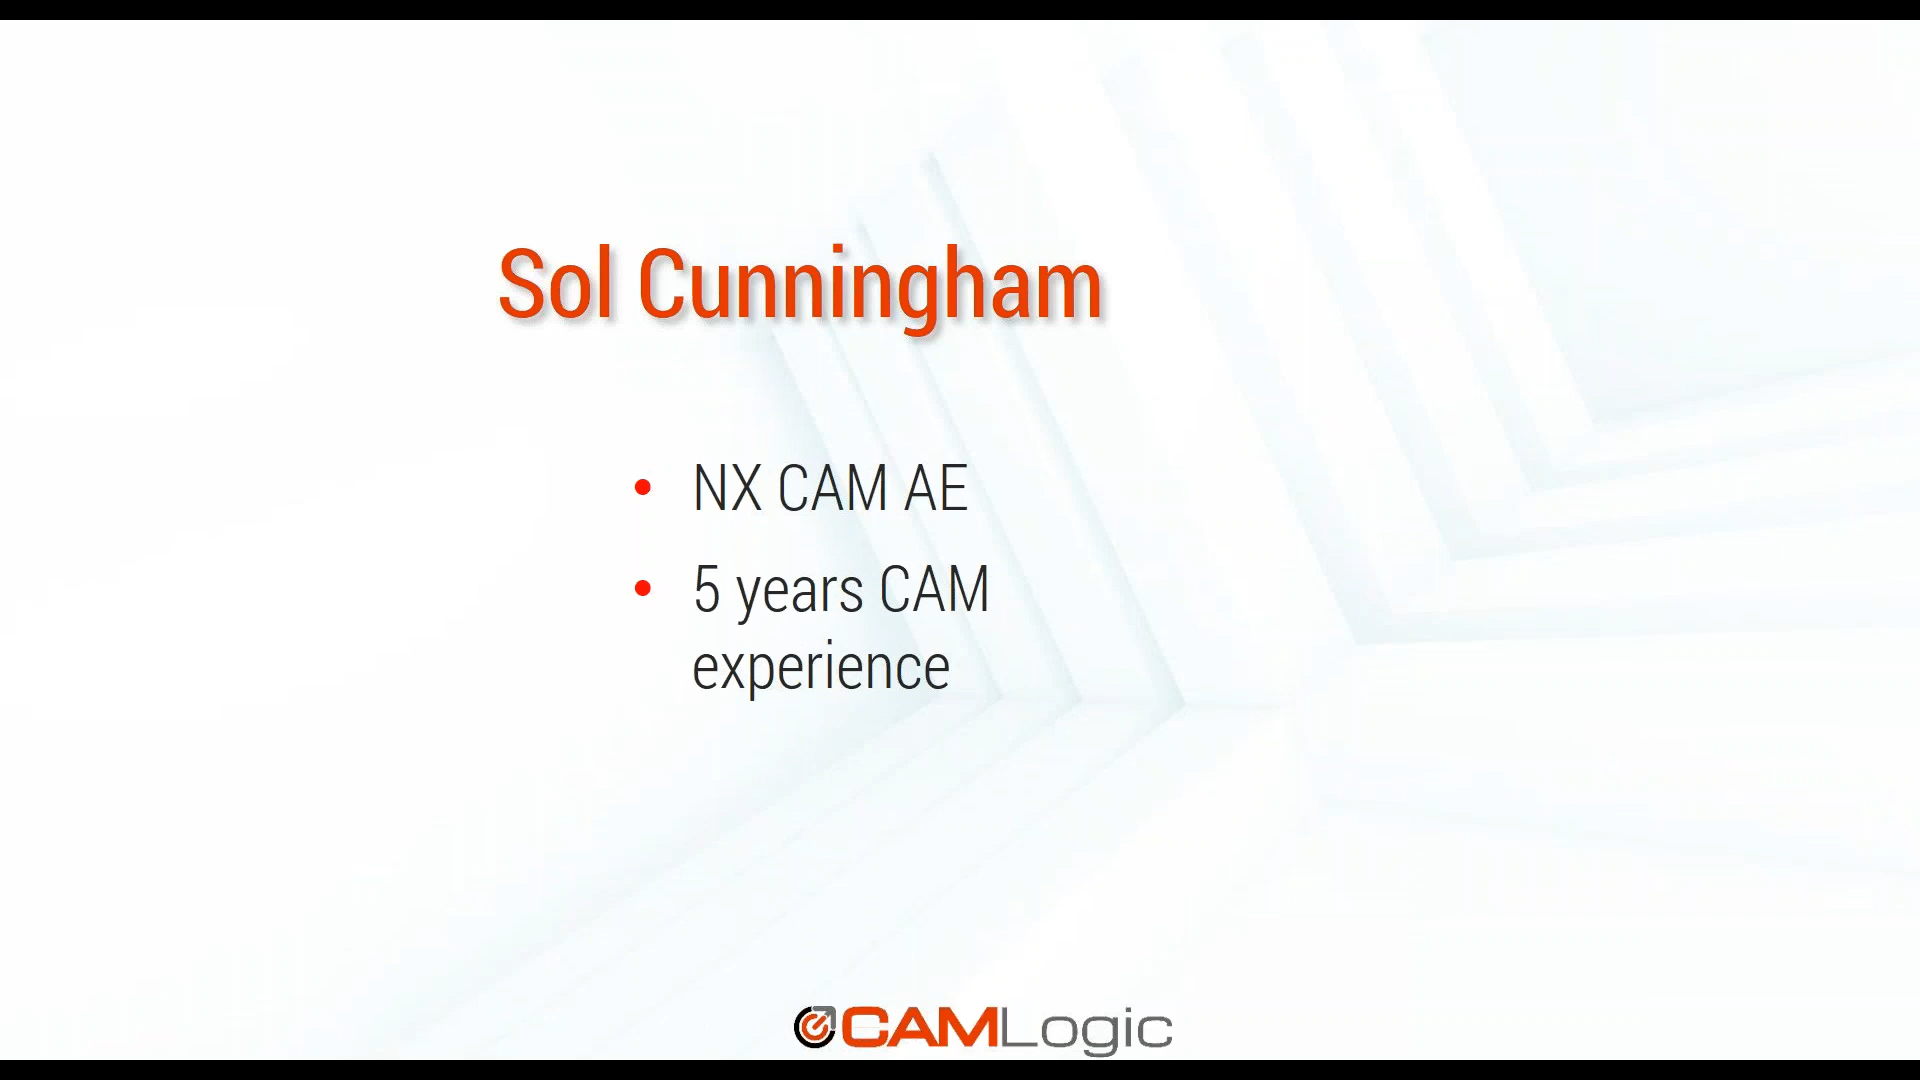 Sol Cunningham
• NX CAM AE
• 5 years CAM
experience
CAMLogic